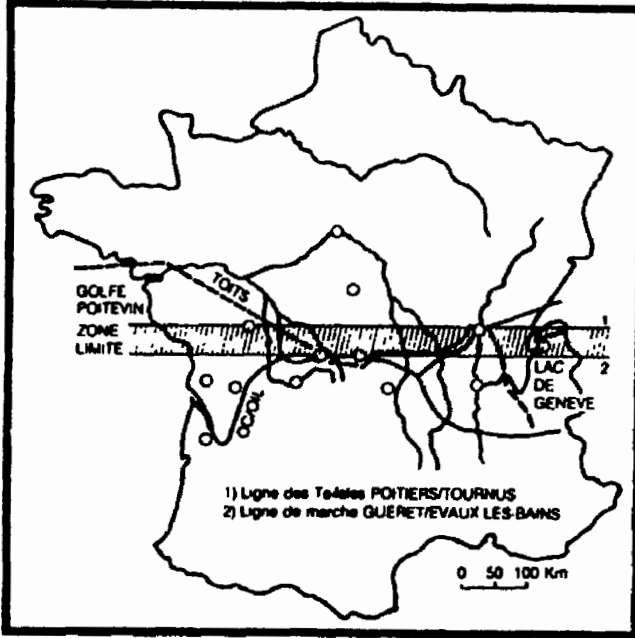 TOITS
GOLFE
POITEVIN
ZONE
LIMITE
1
2
LAC
DE
GENEVE
OC/OIL
1) Ligne des POITIERS/TOURNUS
2) Ligne de marche GUERET/EVAUX LES-BAINS
0 50 100 Km